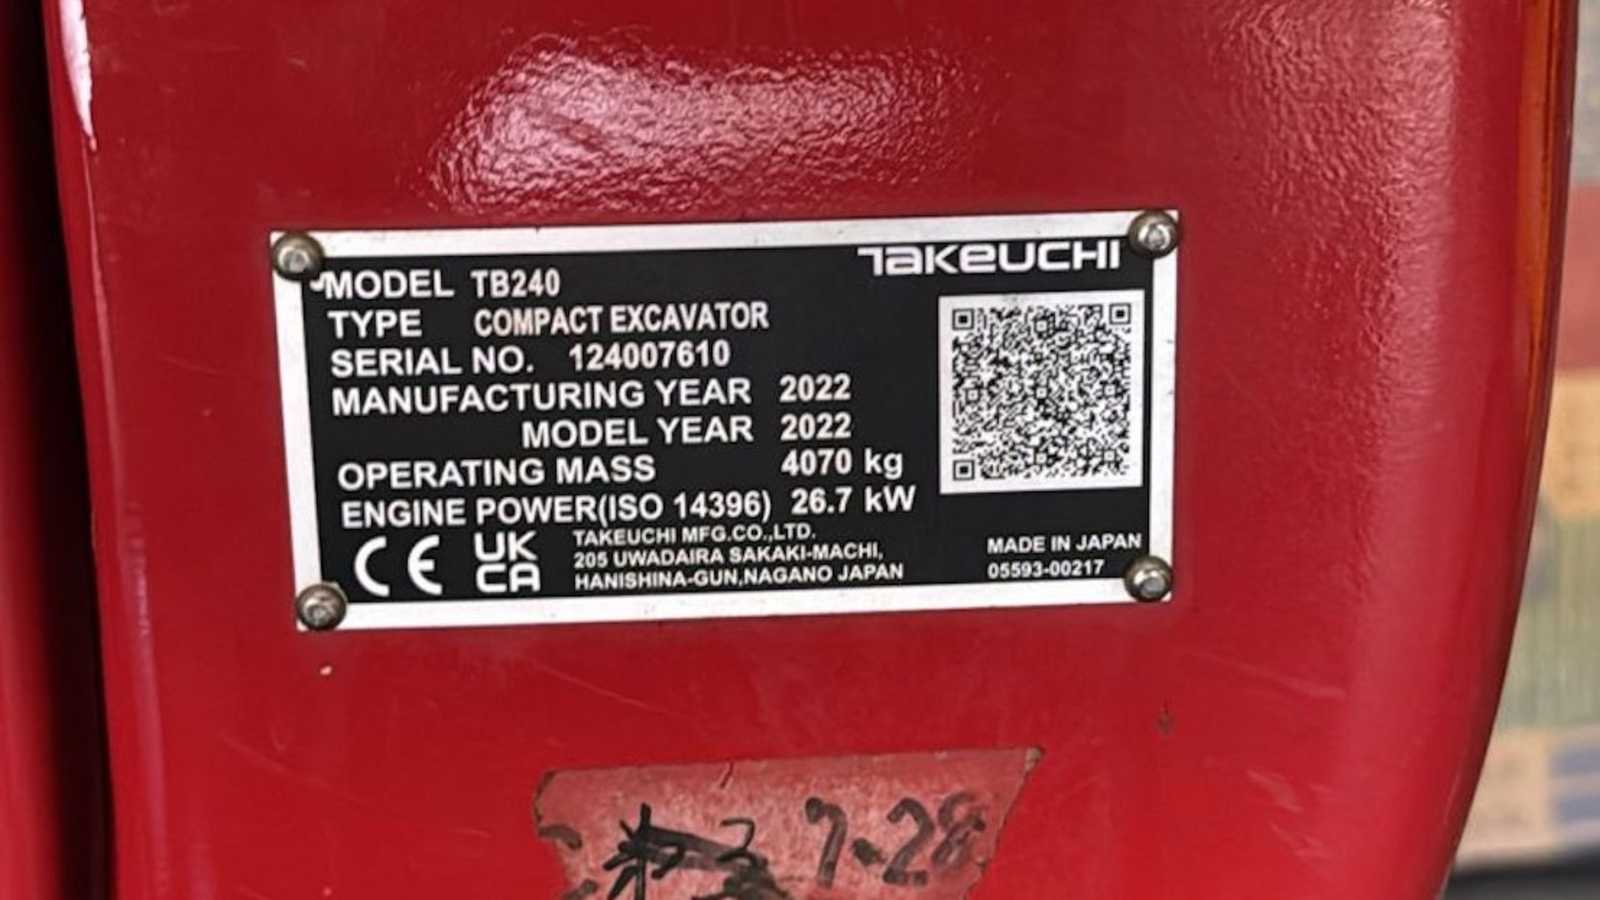 TAKEUCHI
MODEL TB240
TYPE COMPACT EXCAVATOR
SERIAL NO. 124007610
MANUFACTURING YEAR 2022
MODEL YEAR 2022
OPERATING MASS 4070 kg
ENGINE POWER(ISO 14396) 26.7 kW
CE UK CA
TAKEUCHI MFG.CO.,LTD.
205 UWADAIRA SAKAKI-MACHI,
HANISHINA-GUN,NAGANO JAPAN
MADE IN JAPAN
05593-00217
7-28